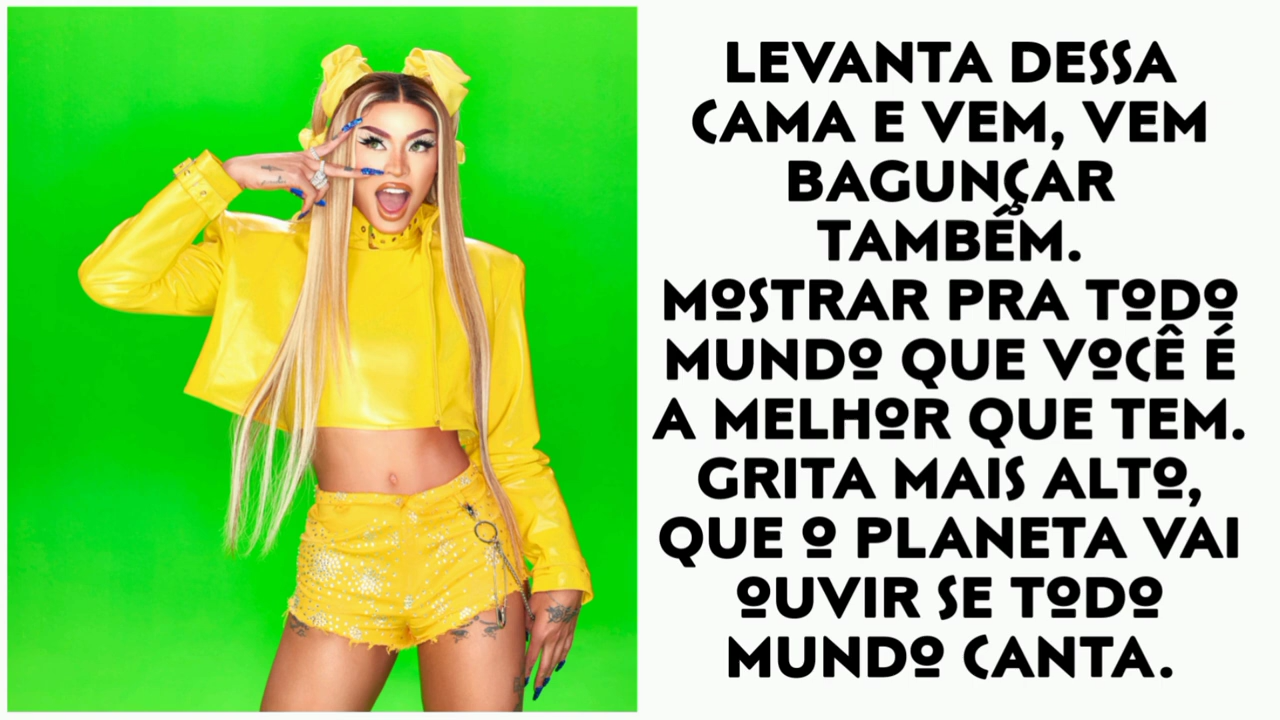 LEVANTA DESSA
CAMA E VEM, VEM
BAGUNÇAR
TAMBÉM.
MOSTRAR PRA TODO
MUNDO QUE VOCÊ É
A MELHOR QUE TEM.
GRITA MAIS ALTO,
QUE O PLANETA VAI
OUVIR SE TODO
MUNDO CANTA.